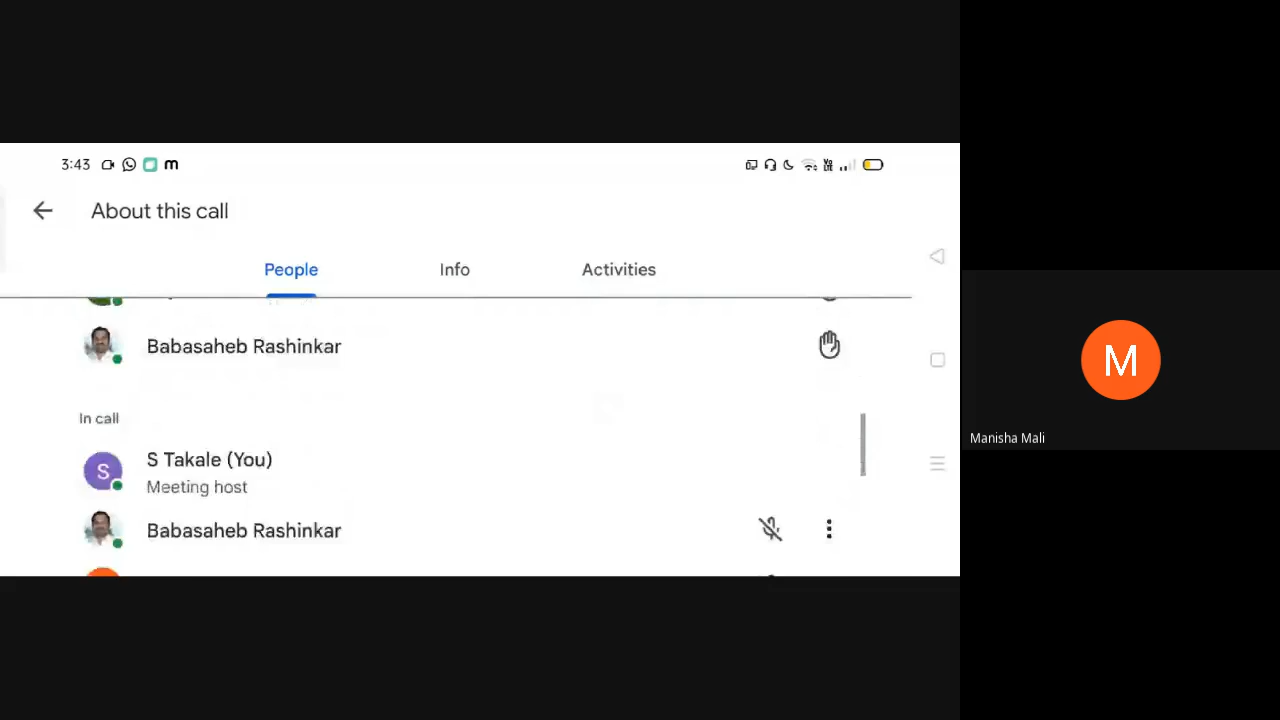 3:43
About this call
People Info Activities
Babasaheb Rashinkar
In call
S
S Takale (You)
Meeting host
Babasaheb Rashinkar
M
Manisha Mali